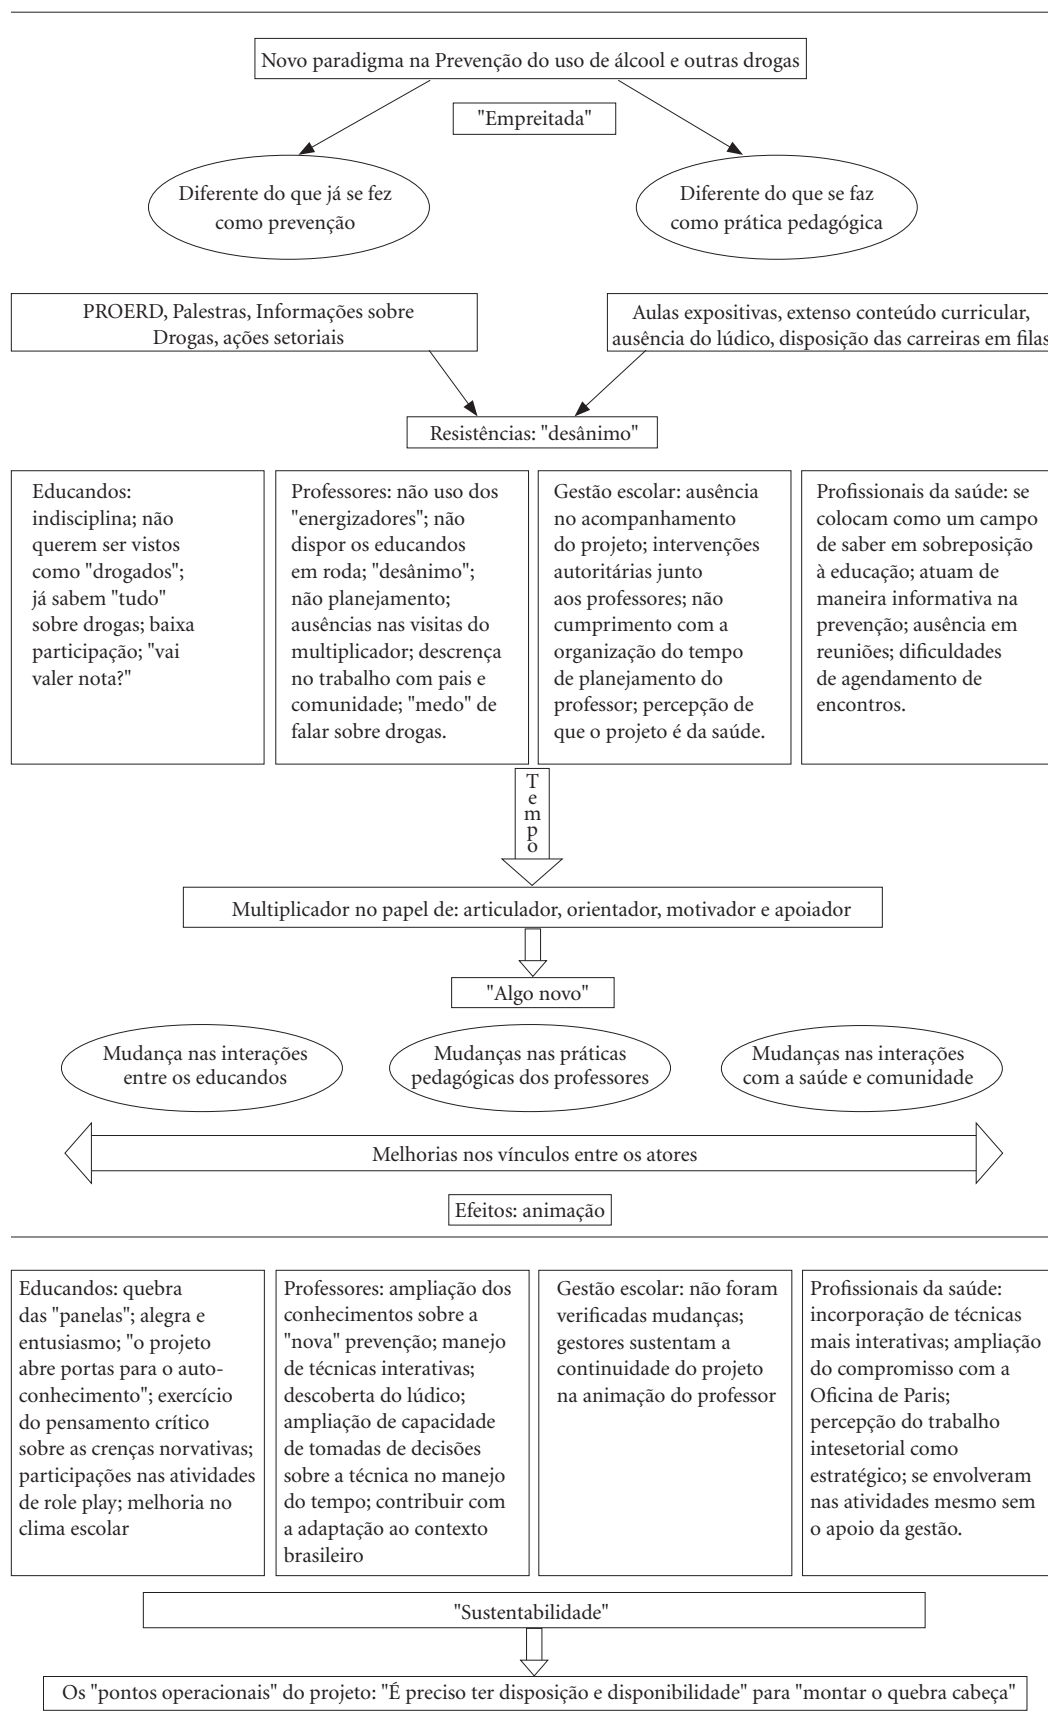 Novo paradigma na Prevenção do uso de álcool e outras drogas
"Empreitada"
Diferente do que já se fez
como prevenção
Diferente do que se faz
como prática pedagógica
PROERD, Palestras, Informações sobre
Drogas, ações setoriais
Aulas expositivas, extenso conteúdo curricular,
ausência do lúdico, disposição das carreiras em filas
Resistências: "desânimo"
Educandos:
indisciplina; não
querem ser vistos
como "drogados";
já sabem "tudo"
sobre drogas; baixa
participação; "vai
valer nota?"
Professores: não uso dos
"energizadores"; não
dispor os educandos
em roda; "desânimo";
não planejamento;
ausências nas visitas do
multiplicador; descrença
no trabalho com pais e
comunidade; "medo" de
falar sobre drogas.
Gestão escolar: ausência
no acompanhamento
do projeto; intervenções
autoritárias junto
aos professores; não
cumprimento com a
organização do tempo
de planejamento do
professor; percepção de
que o projeto é da saúde.
Profissionais da saúde: se
colocam como um campo
de saber em sobreposição
à educação; atuam de
maneira informativa na
prevenção; ausência em
reuniões; dificuldades
de agendamento de
encontros.
Tempo
Multiplicador no papel de: articulador, orientador, motivador e apoiador
"Algo novo"
Mudança nas interações
entre os educandos
Mudanças nas práticas
pedagógicas dos professores
Mudanças nas interações
com a saúde e comunidade
Melhorias nos vínculos entre os atores
Efeitos: animação
Educandos: quebra
das "panelas"; alegra e
entusiasmo; "o projeto
abre portas para o auto-
conhecimento"; exercício
do pensamento crítico
sobre as crenças norvativas;
participações nas atividades
de role play; melhoria no
clima escolar
Professores: ampliação dos
conhecimentos sobre a
"nova" prevenção; manejo
de técnicas interativas;
descoberta do lúdico;
ampliação de capacidade
de tomadas de decisões
sobre a técnica no manejo
do tempo; contribuir com
a adaptação ao contexto
brasileiro
Gestão escolar: não foram
verificadas mudanças;
gestores sustentam a
continuidade do projeto
na animação do professor
Profissionais da saúde:
incorporação de técnicas
mais interativas; ampliação
do compromisso com a
Oficina de Paris;
percepção do trabalho
intesetorial como
estratégico; se envolveram
nas atividades mesmo sem
o apoio da gestão.
"Sustentabilidade"
Os "pontos operacionais" do projeto: "É preciso ter disposição e disponibilidade" para "montar o quebra cabeça"